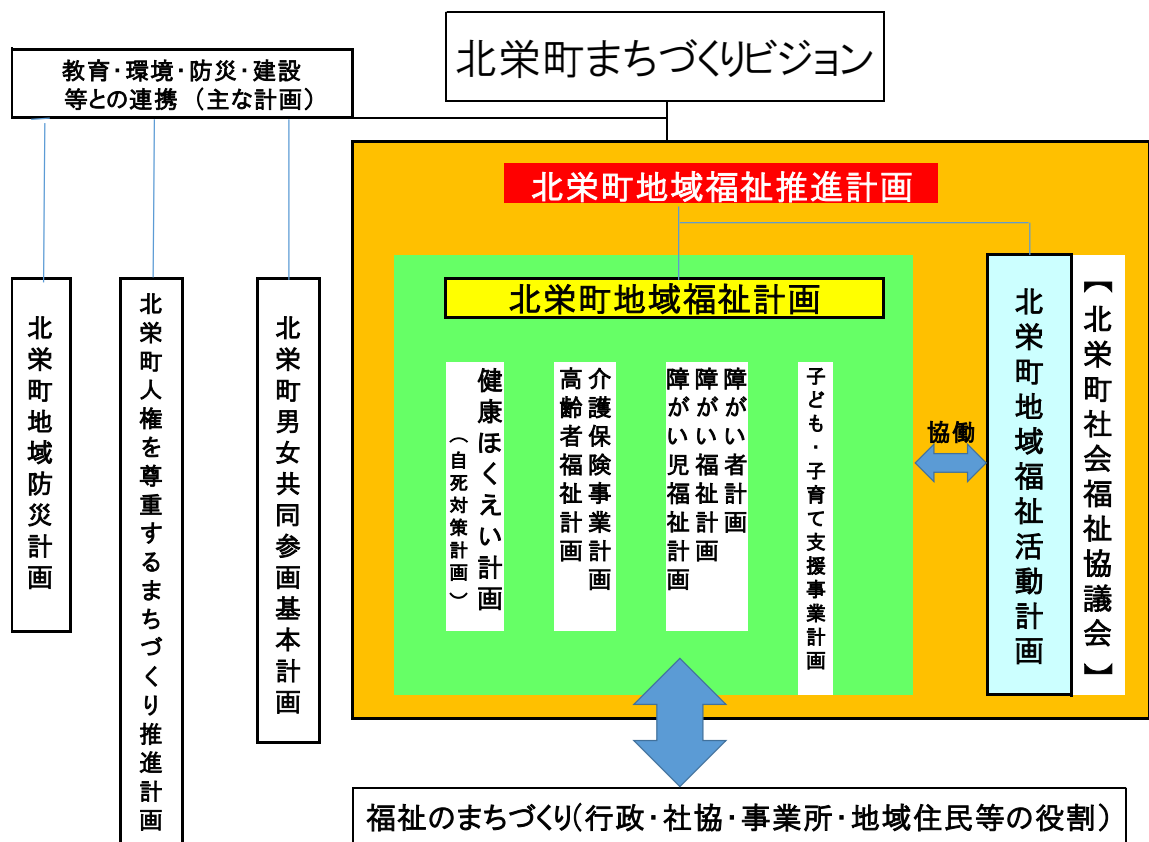 北栄町まちづくりビジョン
教育・環境・防災・建設
等との連携 （主な計画）
北栄町地域福祉推進計画
北栄町地域福祉計画
北栄町地域防災計画
北栄町人権を尊重するまちづくり推進計画
北栄町男女共同参画基本計画
健康ほくえい計画
（自死対策計画）
介護保険事業計画
高齢者福祉計画
障がい者計画
障がい福祉計画
障がい児福祉計画
子ども・子育て支援事業計画
協働
【北栄町社会福祉協議会】
北栄町地域福祉活動計画
福祉のまちづくり（行政・社協・事業所・地域住民等の役割）